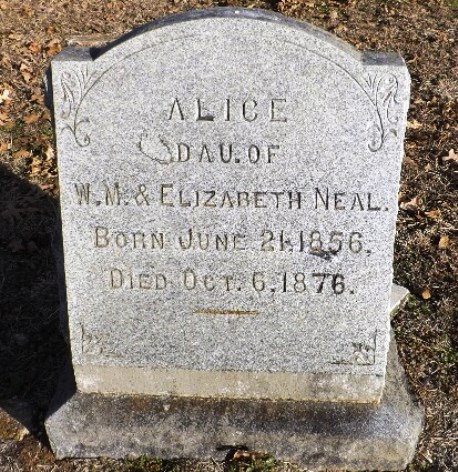 ALICE
DAU. OF
W. M. & ELIZABETH NEAL.
BORN JUNE 21, 1856.
DIED OCT. 6, 1876.